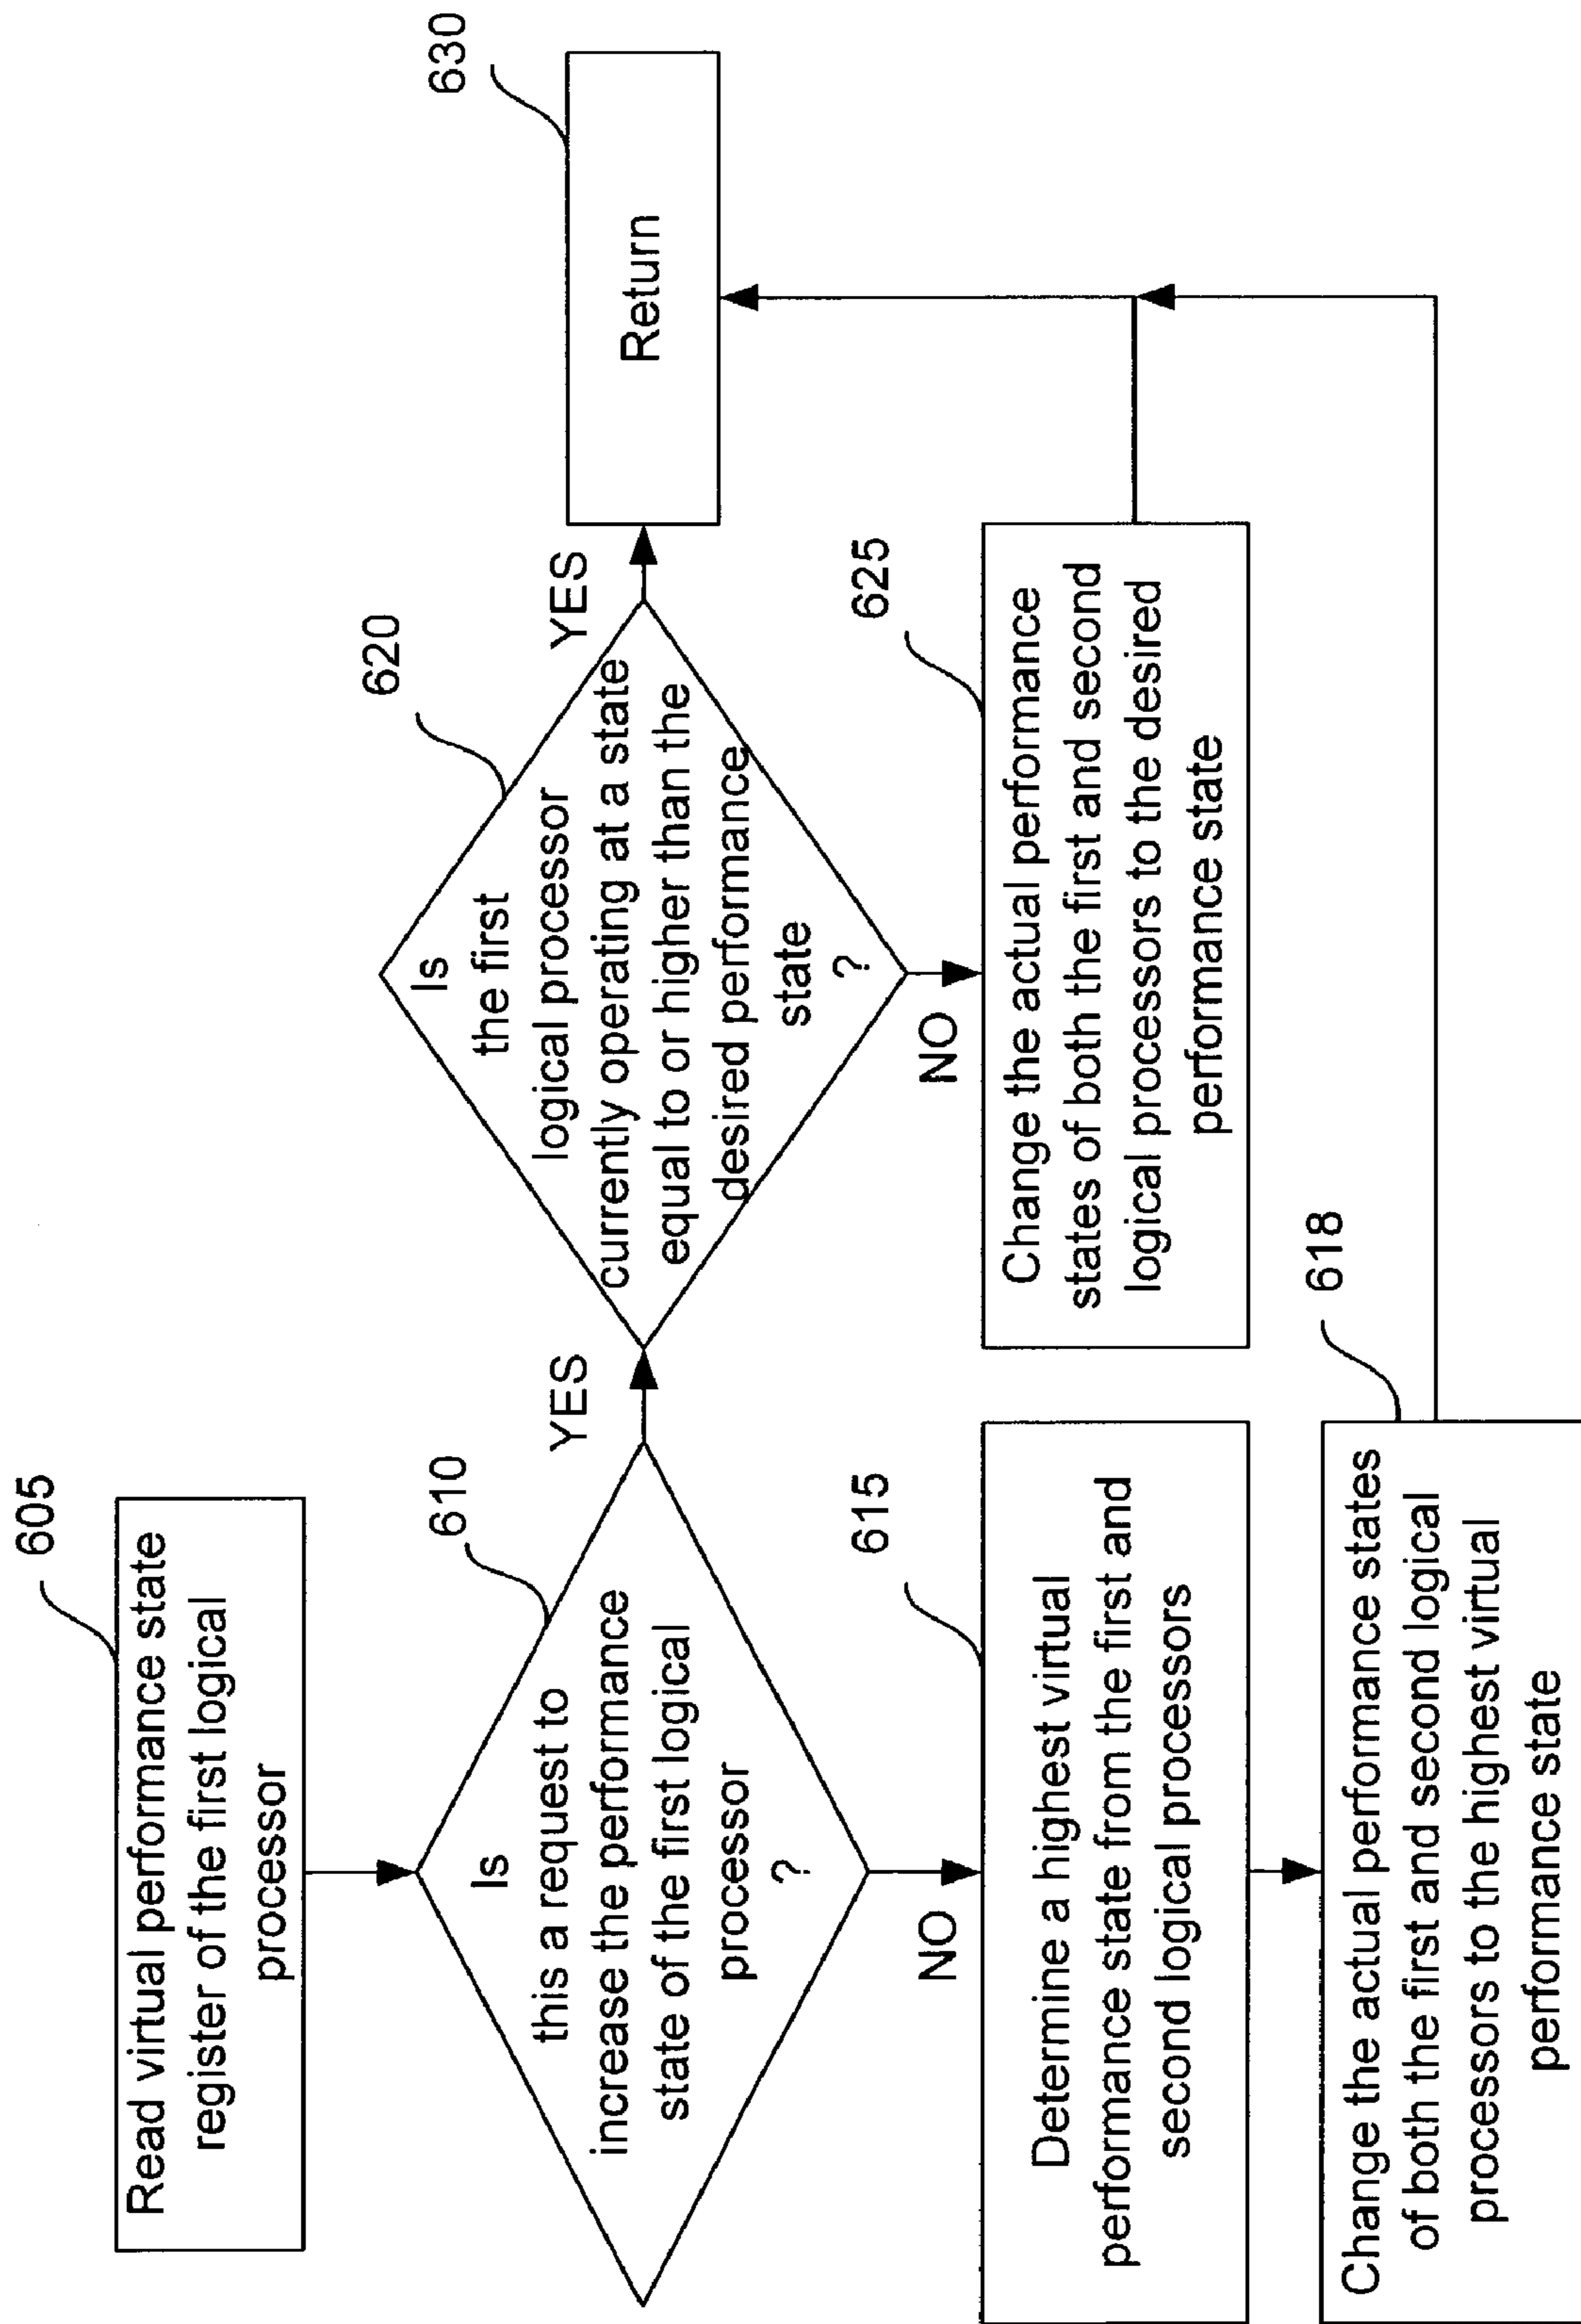 605
Read virtual performance state
register of the first logical
processor
610
Is
this a request to
increase the performance
state of the first logical
processor
?
YES
NO
615
Determine a highest virtual
performance state from the first and
second logical processors
618
Change the actual performance states
of both the first and second logical
processors to the highest virtual
performance state
620
Is
the first
logical processor
currently operating at a state
equal to or higher than the
desired performance
state
?
YES
NO
625
Change the actual performance
states of both the first and second
logical processors to the desired
performance state
630
Return